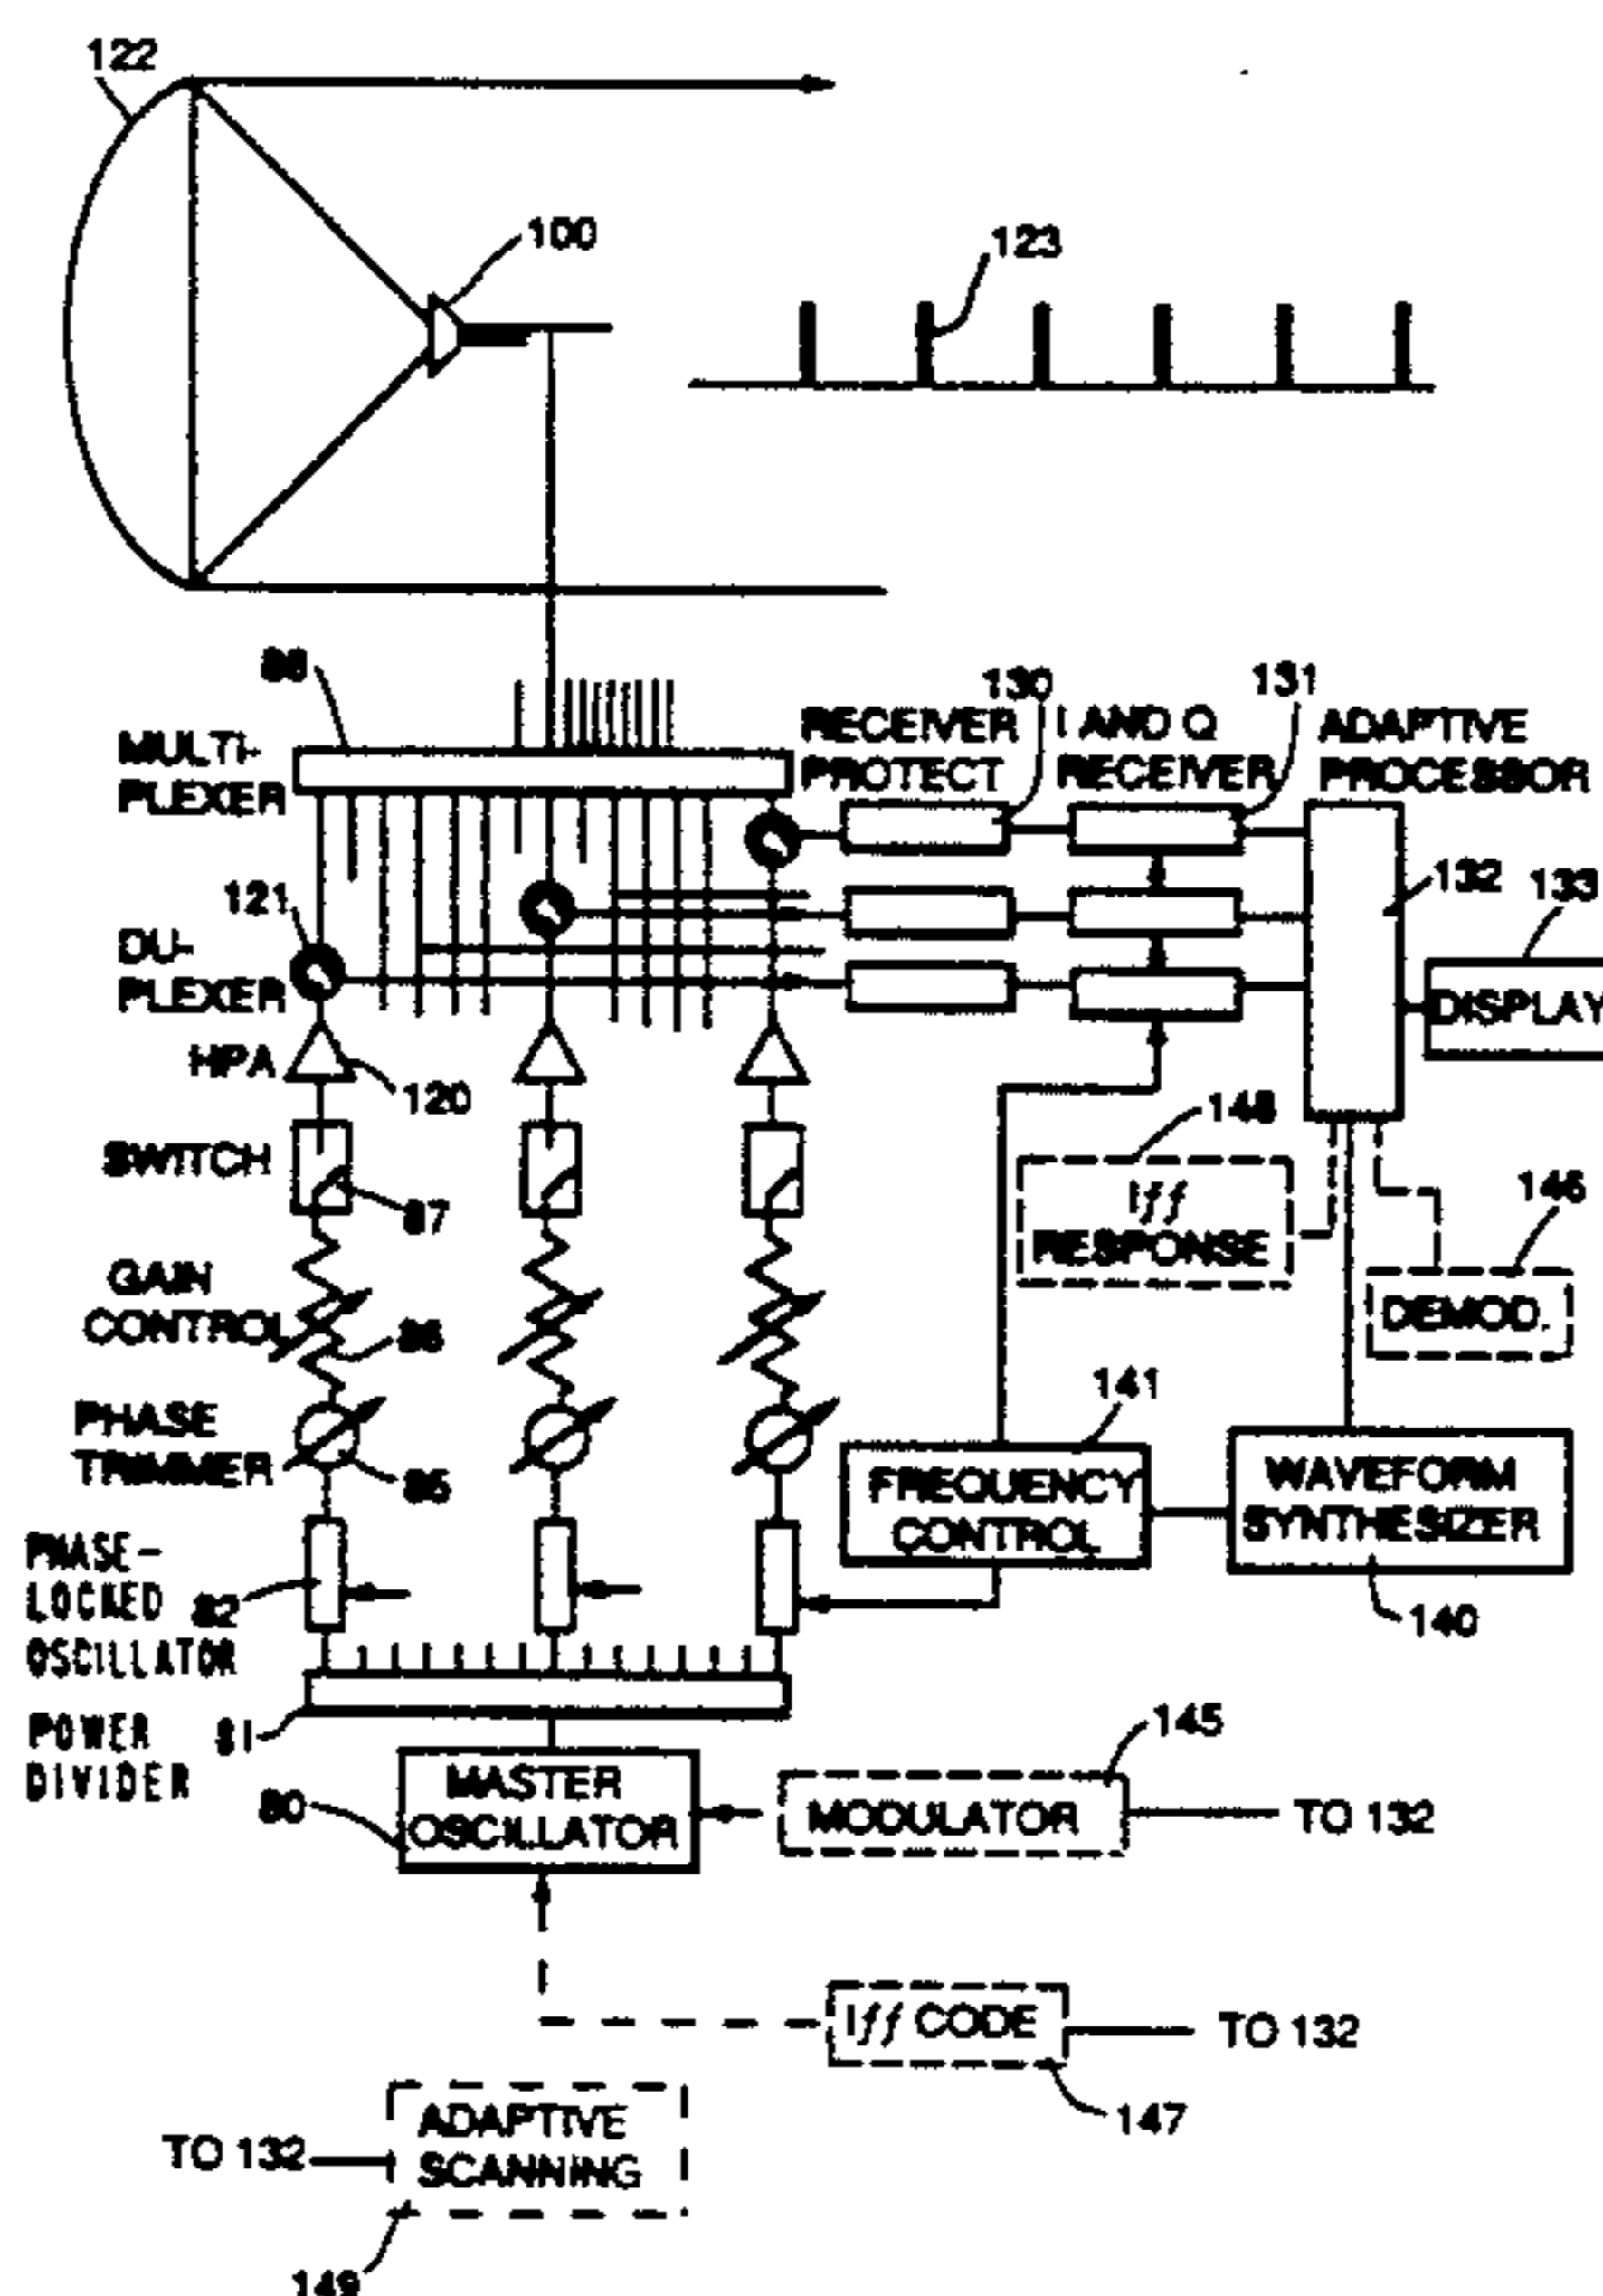 122
100
123
130
131
MULTI-
PLEXER
RECEIVER
PROTECT
I AND Q
RECEIVER
ADAPTIVE
PROCESSOR
132
133
121
DU-
PLEXER
DISPLAY
HPA
120
148
SWITCH
87
Iff
RESPONSE
146
DEMOD.
GAIN
CONTROL
86
141
PHASE
TRIMMER
85
FREQUENCY
CONTROL
WAVEFORM
SYNTHESIZER
140
PHASE-
LOCKED
OSCILLATOR
82
POWER
DIVIDER
81
145
80
MASTER
OSCILLATOR
MODULATOR
TO 132
Iff CODE
TO 132
147
TO 132
ADAPTIVE
SCANNING
149